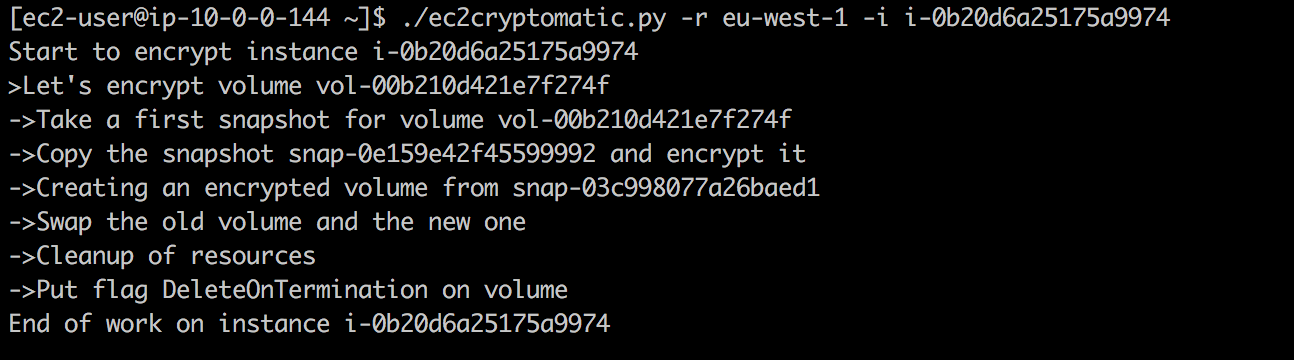 [ec2-user@ip-10-0-0-144 ~]$ ./ec2cryptomatic.py -r eu-west-1 -i i-0b20d6a25175a9974
Start to encrypt instance i-0b20d6a25175a9974
>Let's encrypt volume vol-00b210d421e7f274f
->Take a first snapshot for volume vol-00b210d421e7f274f
->Copy the snapshot snap-0e159e42f45599992 and encrypt it
->Creating an encrypted volume from snap-03c998077a26baed1
->Swap the old volume and the new one
->Cleanup of resources
->Put flag DeleteOnTermination on volume
End of work on instance i-0b20d6a25175a9974